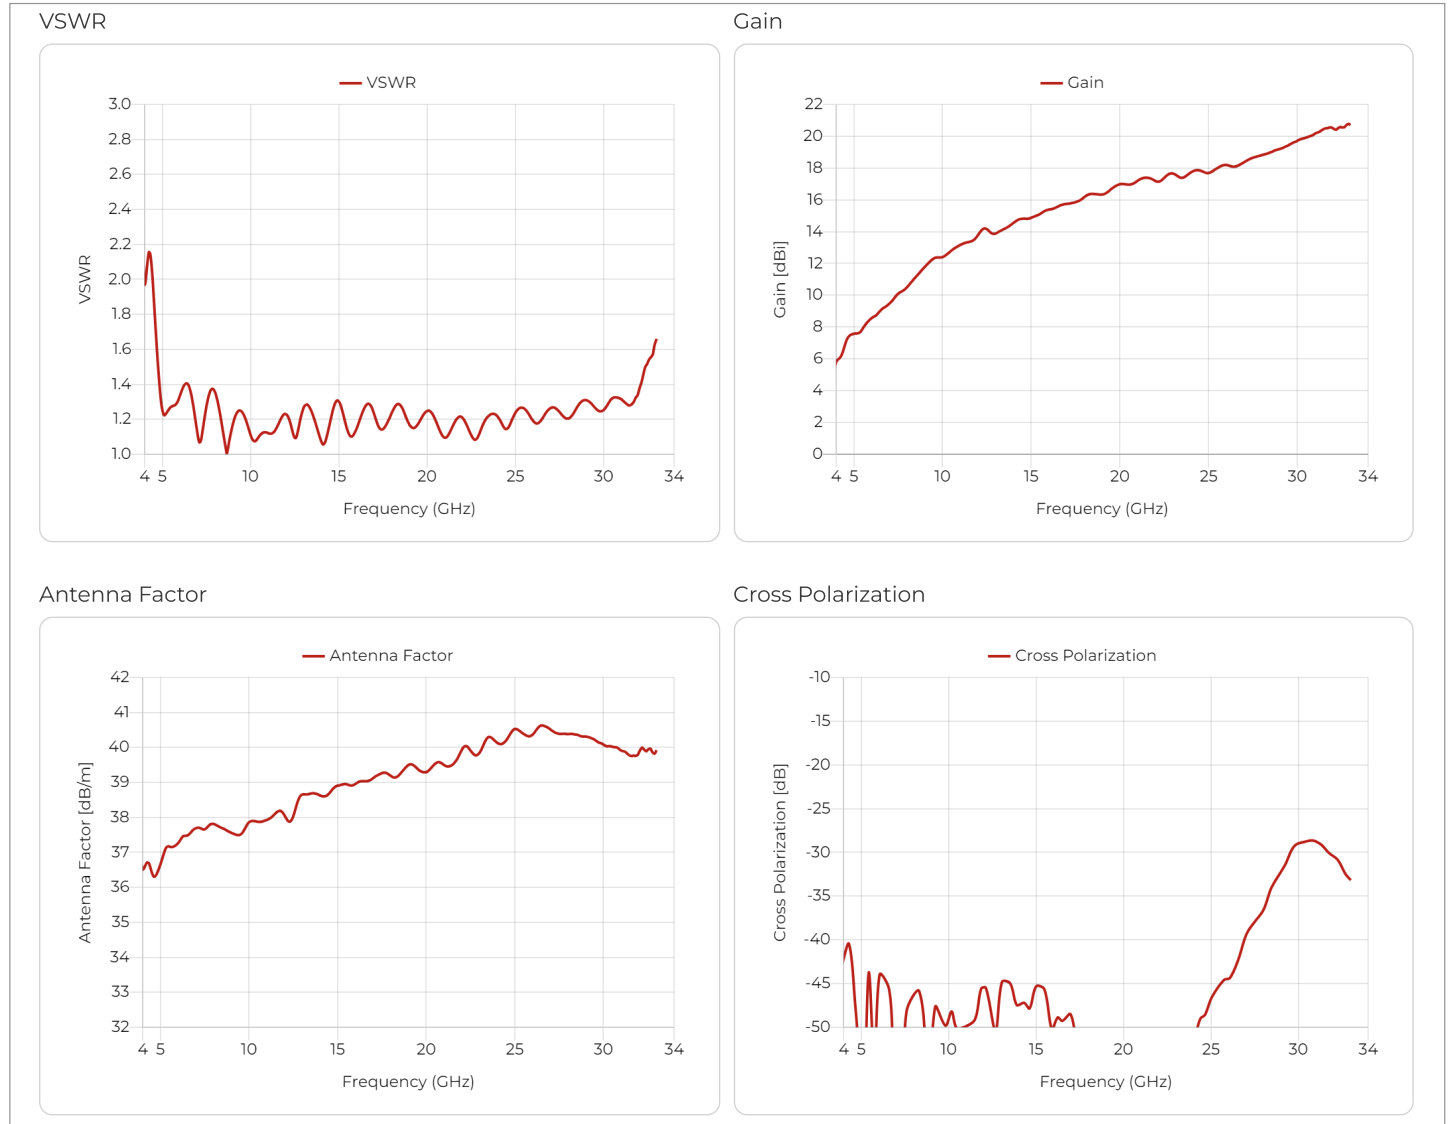 VSWR
VSWR
3.0
2.8
2.6
2.4
2.2
2.0
1.8
1.6
1.4
1.2
1.0
VSWR
4 5 10 15 20 25 30 34
Frequency (GHz)
Gain
Gain
22
20
18
16
14
12
10
8
6
4
2
0
Gain [dBi]
4 5 10 15 20 25 30 34
Frequency (GHz)
Antenna Factor
Antenna Factor
42
41
40
39
38
37
36
35
34
33
32
Antenna Factor [dB/m]
4 5 10 15 20 25 30 34
Frequency (GHz)
Cross Polarization
Cross Polarization
-10
-15
-20
-25
-30
-35
-40
-45
-50
Cross Polarization [dB]
4 5 10 15 20 25 30 34
Frequency (GHz)